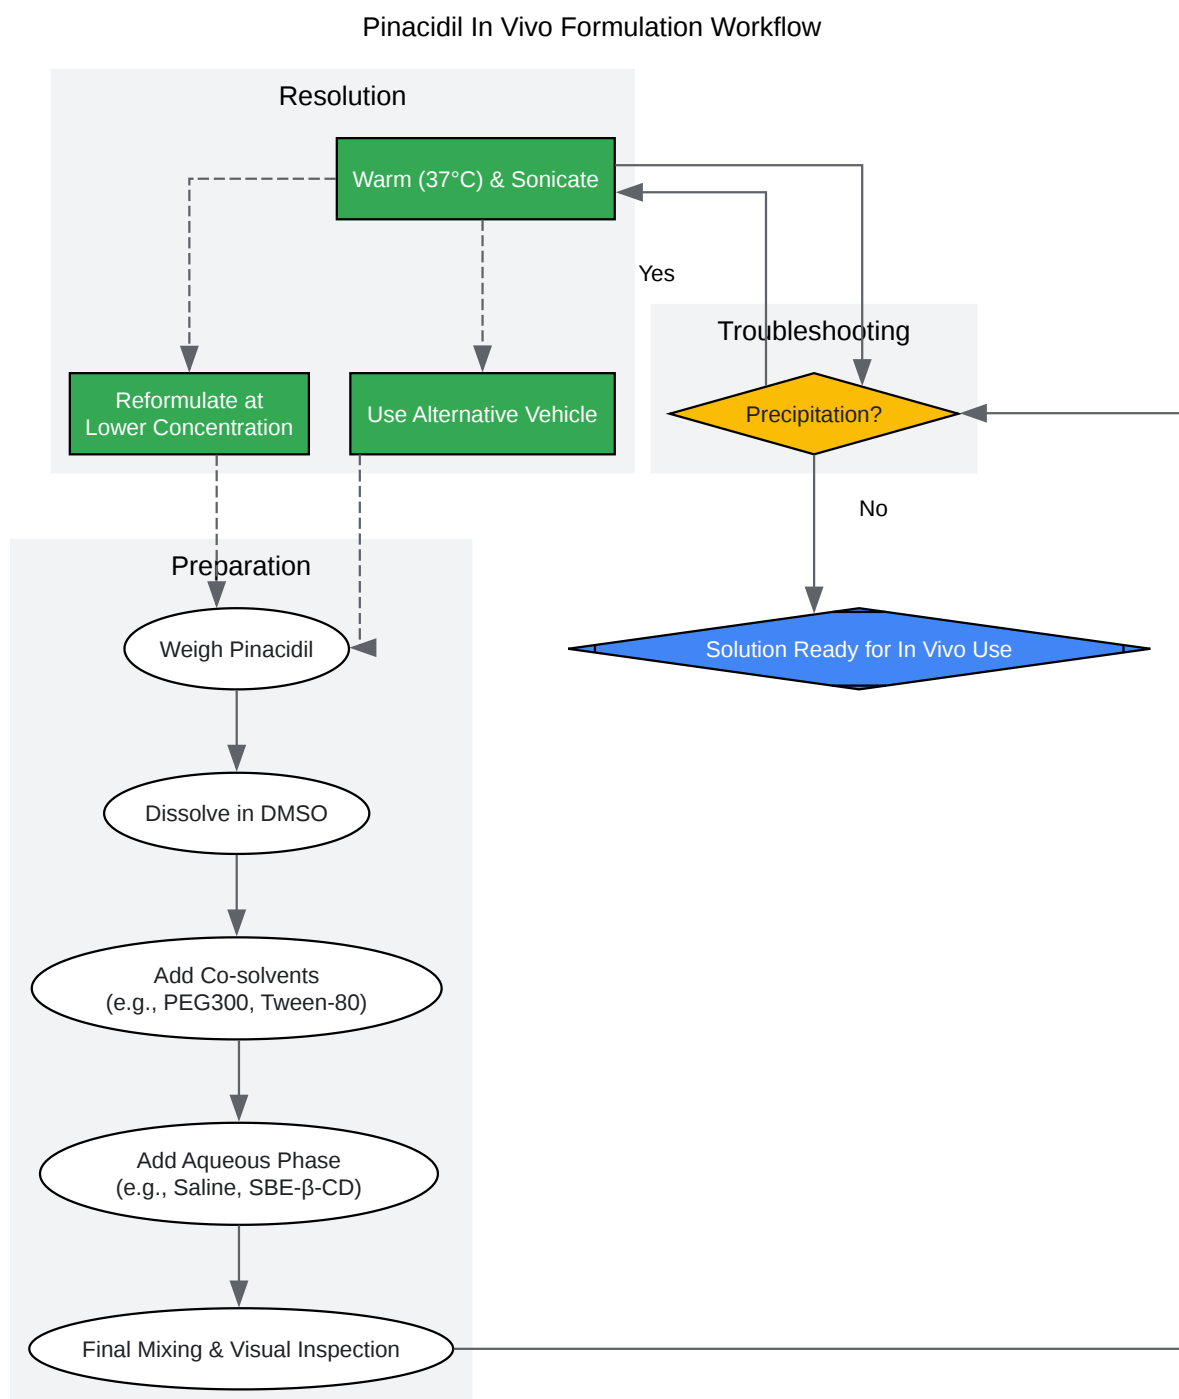 Pinacidil In Vivo Formulation Workflow
Resolution
Warm (37°C) & Sonicate
Yes
Troubleshooting
Reformulate at
Lower Concentration
Use Alternative Vehicle
Precipitation?
No
Preparation
Weigh Pinacidil
Solution Ready for In Vivo Use
Dissolve in DMSO
Add Co-solvents
(e.g., PEG300, Tween-80)
Add Aqueous Phase
(e.g., Saline, SBE-β-CD)
Final Mixing & Visual Inspection